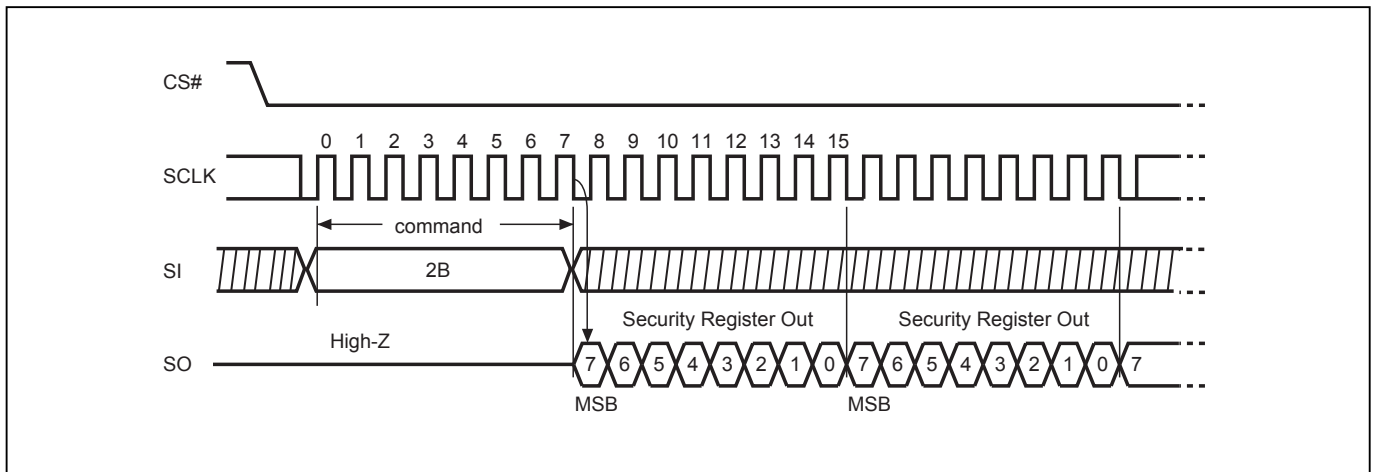 CS#
0 1 2 3 4 5 6 7 8 9 10 11 12 13 14 15
SCLK
command
SI
2B
Security Register Out Security Register Out
High-Z
SO
7 6 5 4 3 2 1 0 7 6 5 4 3 2 1 0 7
MSB MSB